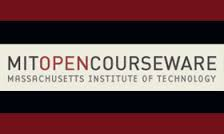 MITOPENCOURSEWARE
MASSACHUSETTS INSTITUTE OF TECHNOLOGY